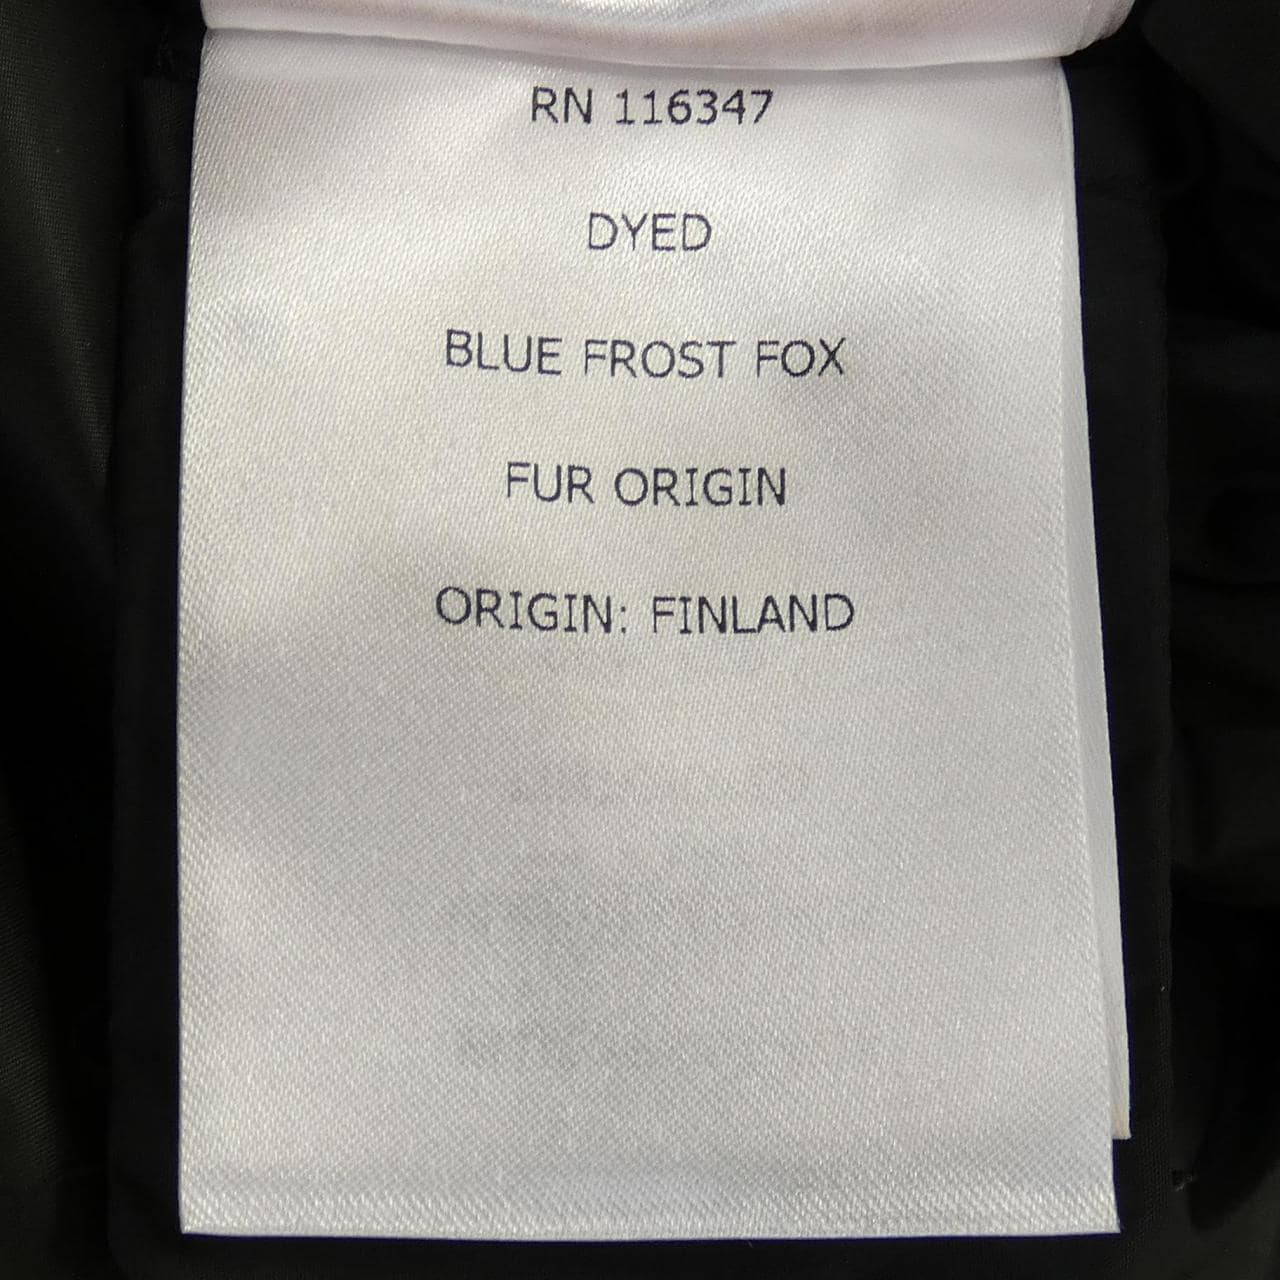 RN 116347
DYED
BLUE FROST FOX
FUR ORIGIN
ORIGIN: FINLAND